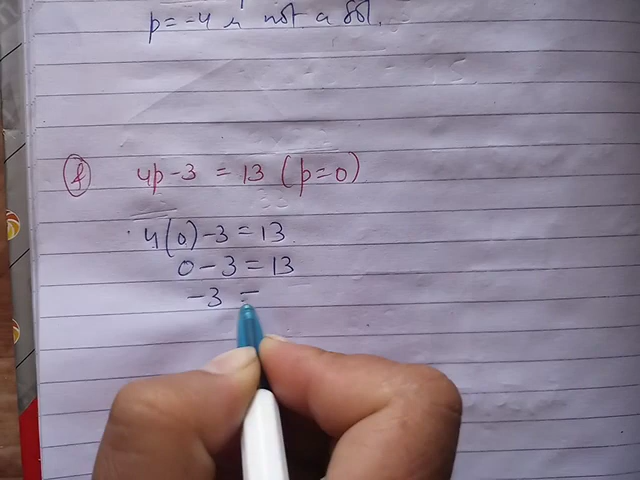 p=-4 is not a sol.
(f) 4p-3 = 13 (p=0)
4(0)-3=13
0-3=13
-3 =